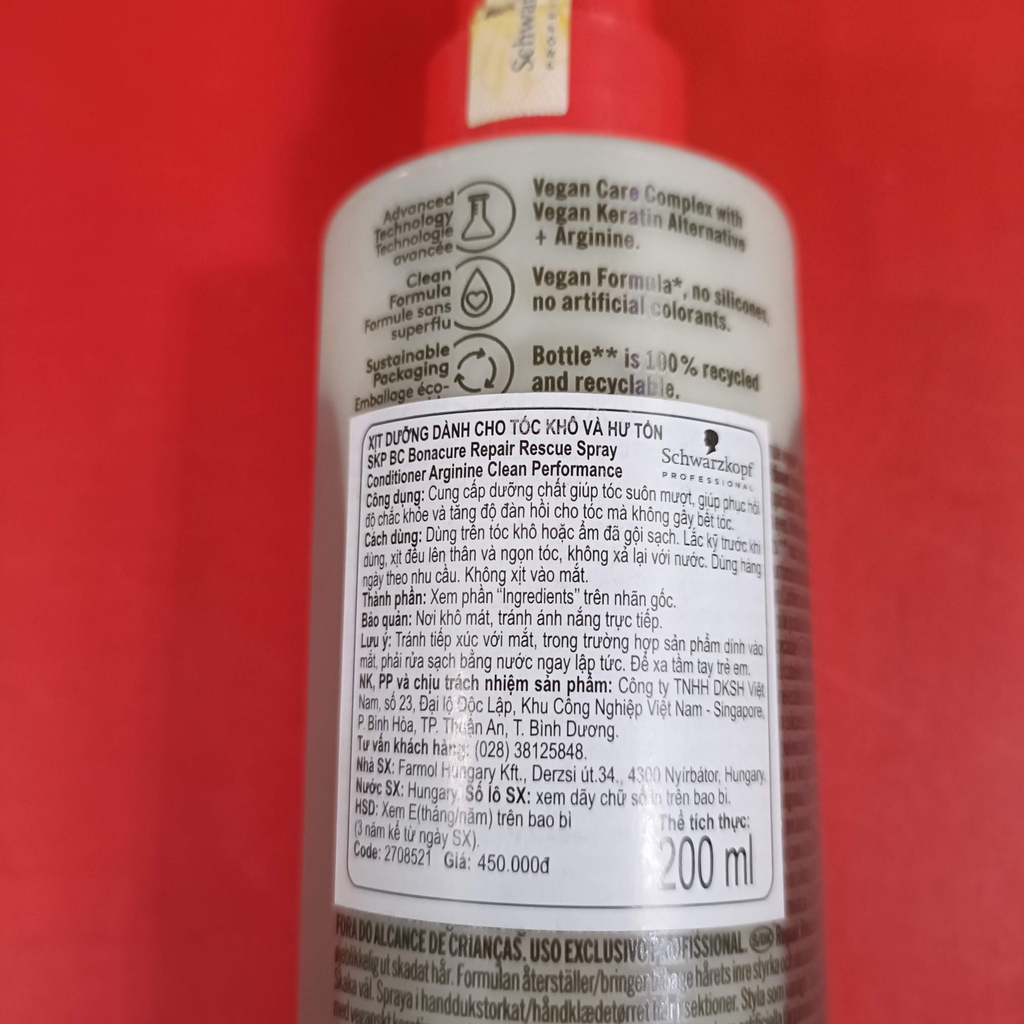 Advanced
Technology
Technologie
avancée
Vegan Care Complex with
Vegan Keratin Alternative
+ Arginine.
Clean
Formula
Formule sans
superflu
Vegan Formula*, no silicones,
no artificial colorants.
Sustainable
Packaging
Emballage éco-
Bottle** is 100% recycled
and recyclable.
XỊT DƯỠNG DÀNH CHO TÓC KHÔ VÀ HƯ TỔN
SKP BC Bonacure Repair Rescue Spray
Conditioner Arginine Clean Performance
Schwarzkopf
PROFESSIONAL
Công dụng: Cung cấp dưỡng chất giúp tóc suôn mượt, giúp phục hồi
độ chắc khỏe và tăng độ đàn hồi cho tóc mà không gây bết tóc.
Cách dùng: Dùng trên tóc khô hoặc ẩm đã gội sạch. Lắc kỹ trước khi
dùng, xịt đều lên thân và ngọn tóc, không xả lại với nước. Dùng hàng
ngày theo nhu cầu. Không xịt vào mắt.
Thành phần: Xem phần "Ingredients" trên nhãn gốc.
Bảo quản: Nơi khô mát, tránh ánh nắng trực tiếp.
Lưu ý: Tránh tiếp xúc với mắt, trong trường hợp sản phẩm dính vào
mắt, phải rửa sạch bằng nước ngay lập tức. Để xa tầm tay trẻ em.
NK, PP và chịu trách nhiệm sản phẩm: Công ty TNHH DKSH Việt
Nam, số 23, Đại lộ Độc Lập, Khu Công Nghiệp Việt Nam - Singapore,
P. Bình Hòa, TP. Thuận An, T. Bình Dương.
Tư vấn khách hàng: (028) 38125848.
Nhà SX: Farmol Hungary Kft., Derzsi út.34., 4300 Nyírbátor, Hungary.
Nước SX: Hungary. Số lô SX: xem dãy chữ số in trên bao bì.
HSD: Xem E(tháng/năm) trên bao bì
(3 năm kể từ ngày SX).
Code: 2708521 Giá: 450.000đ
Thể tích thực:
200 ml
FORA DO ALCANCE DE CRIANÇAS. USO EXCLUSIVO PROFISSIONAL.
ut skadat hår. Formulan återställer/bringer hårets inre styrka
Skaka väl. Spraya i handdukstorkat/håndklædetørret sektioner. Styla som